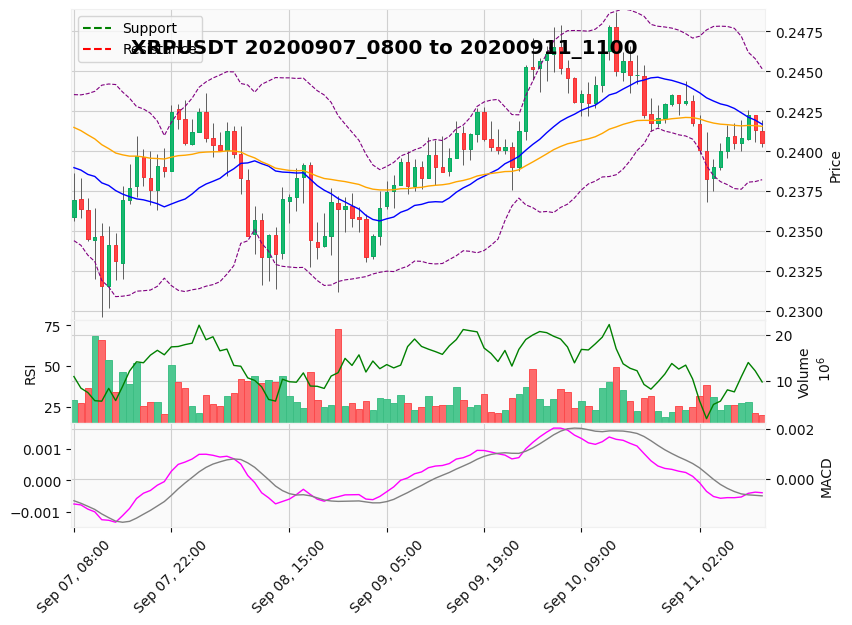 XRPUSDT 20200907_0800 to 20200911_1100
Support
Resistance
0.2475
0.2450
0.2425
0.2400
0.2375
0.2350
0.2325
0.2300
Price
75
50
25
RSI
20
10
Volume
10^6
0.001
0.000
−0.001
0.002
0.000
MACD
Sep 07, 08:00
Sep 07, 22:00
Sep 08, 15:00
Sep 09, 05:00
Sep 09, 19:00
Sep 10, 09:00
Sep 11, 02:00